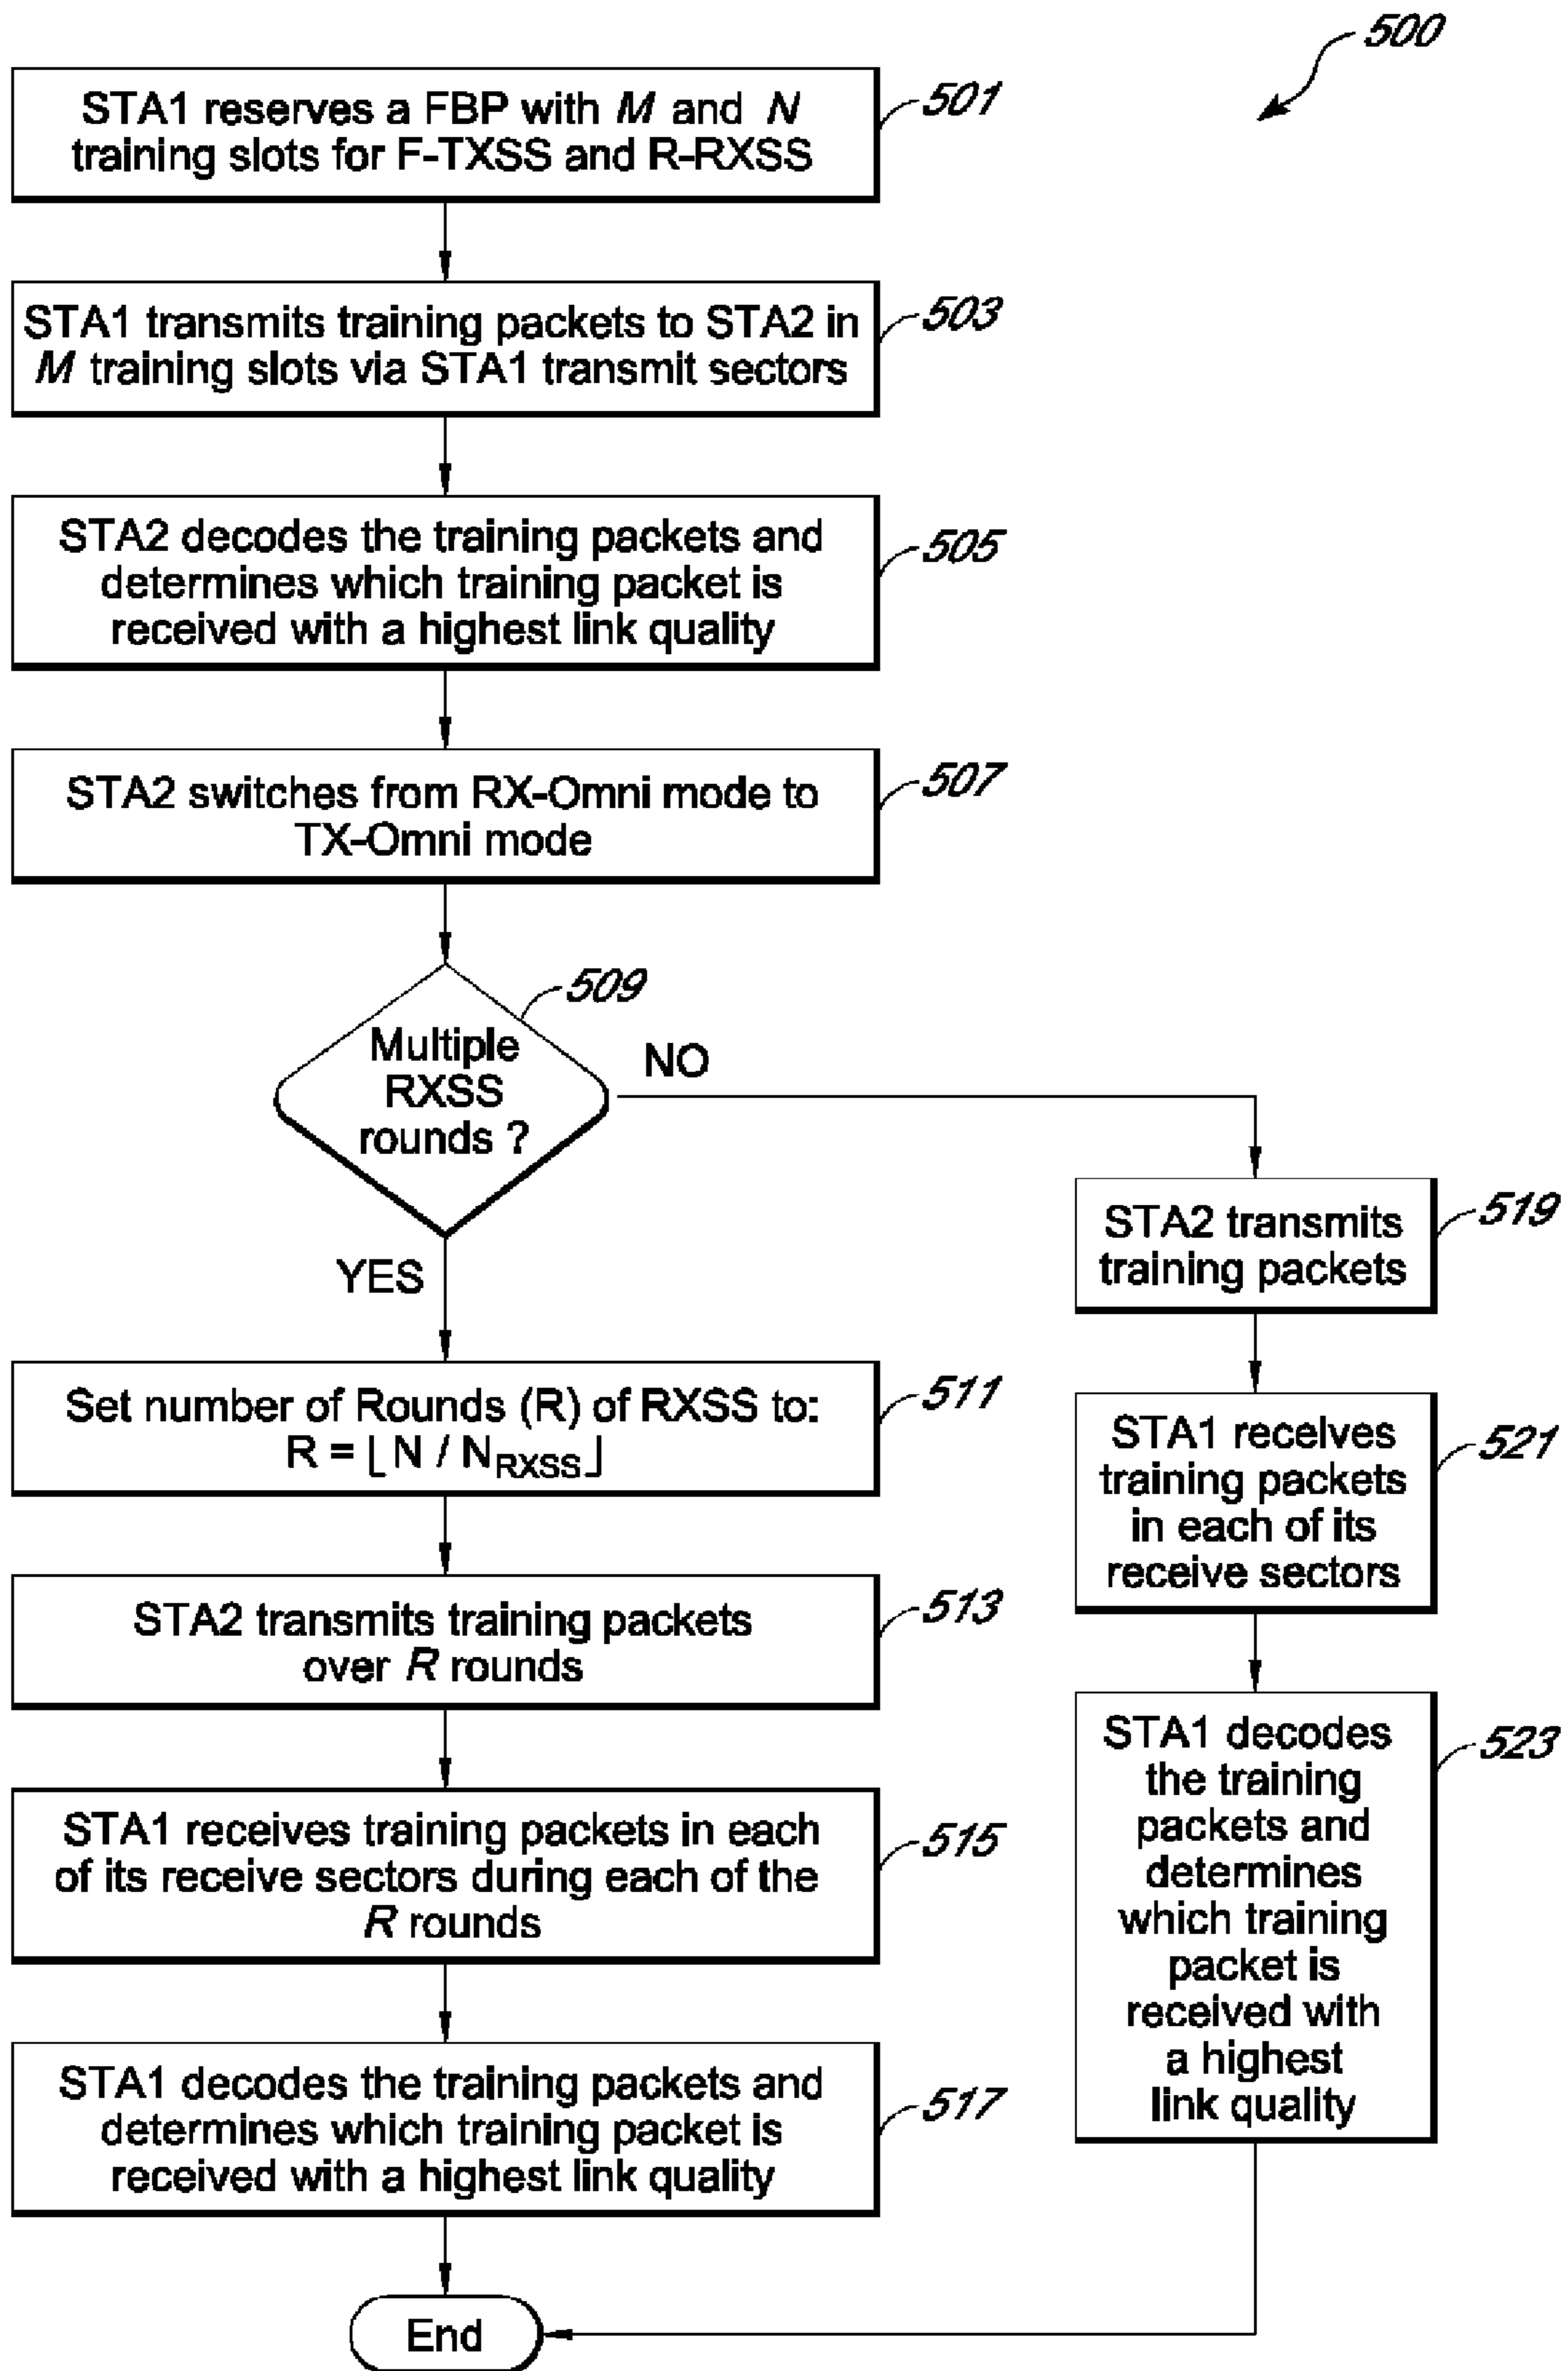 500
STA1 reserves a FBP with M and N
training slots for F-TXSS and R-RXSS
501
STA1 transmits training packets to STA2 in
M training slots via STA1 transmit sectors
503
STA2 decodes the training packets and
determines which training packet is
received with a highest link quality
505
STA2 switches from RX-Omni mode to
TX-Omni mode
507
509
Multiple
RXSS
rounds ?
NO
YES
Set number of Rounds (R) of RXSS to:
R = ⌊ N / N_RXSS ⌋
511
STA2 transmits training packets
over R rounds
513
STA1 receives training packets in each
of its receive sectors during each of the
R rounds
515
STA1 decodes the training packets and
determines which training packet is
received with a highest link quality
517
STA2 transmits
training packets
519
STA1 receives
training packets
in each of its
receive sectors
521
STA1 decodes
the training
packets and
determines
which training
packet is
received with
a highest
link quality
523
End